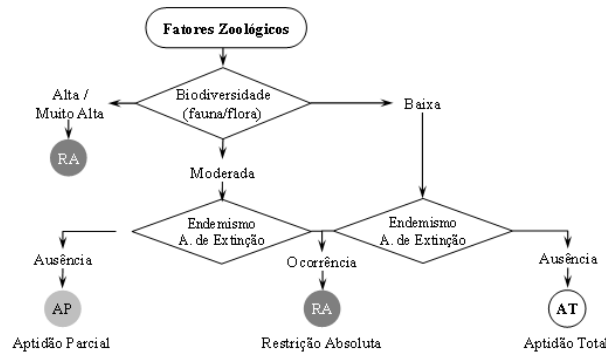 Fatores Zoológicos
Alta /
Muito Alta
Biodiversidade
(fauna/flora)
Baixa
RA
Moderada
Endemismo
A. de Extinção
Endemismo
A. de Extinção
Ausência
Ocorrência
Ausência
AP
RA
AT
Aptidão Parcial
Restrição Absoluta
Aptidão Total